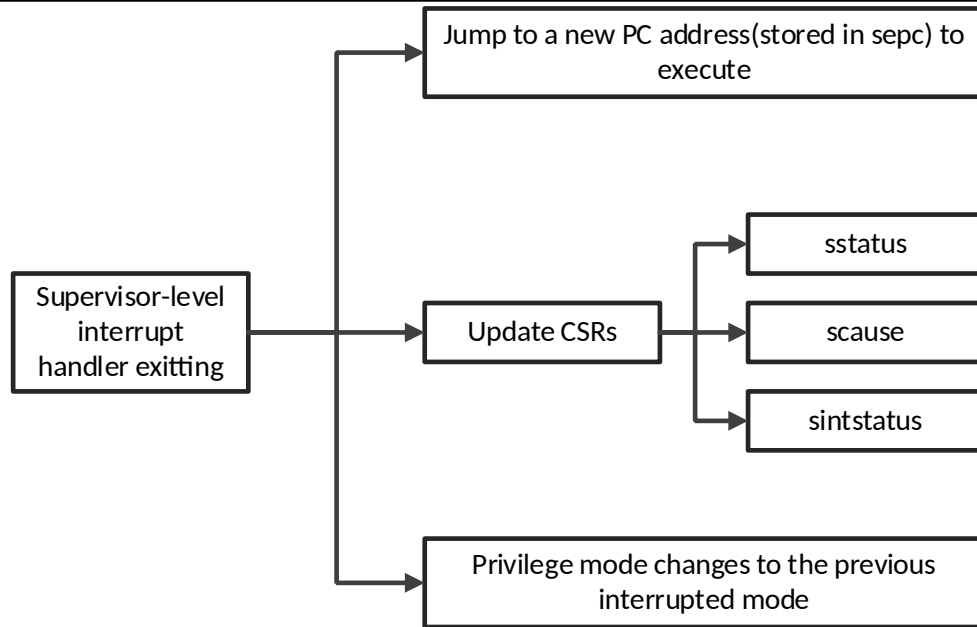 Jump to a new PC address(stored in sepc) to
execute
sstatus
Supervisor-level
interrupt
handler exitting
Update CSRs
scause
sintstatus
Privilege mode changes to the previous
interrupted mode